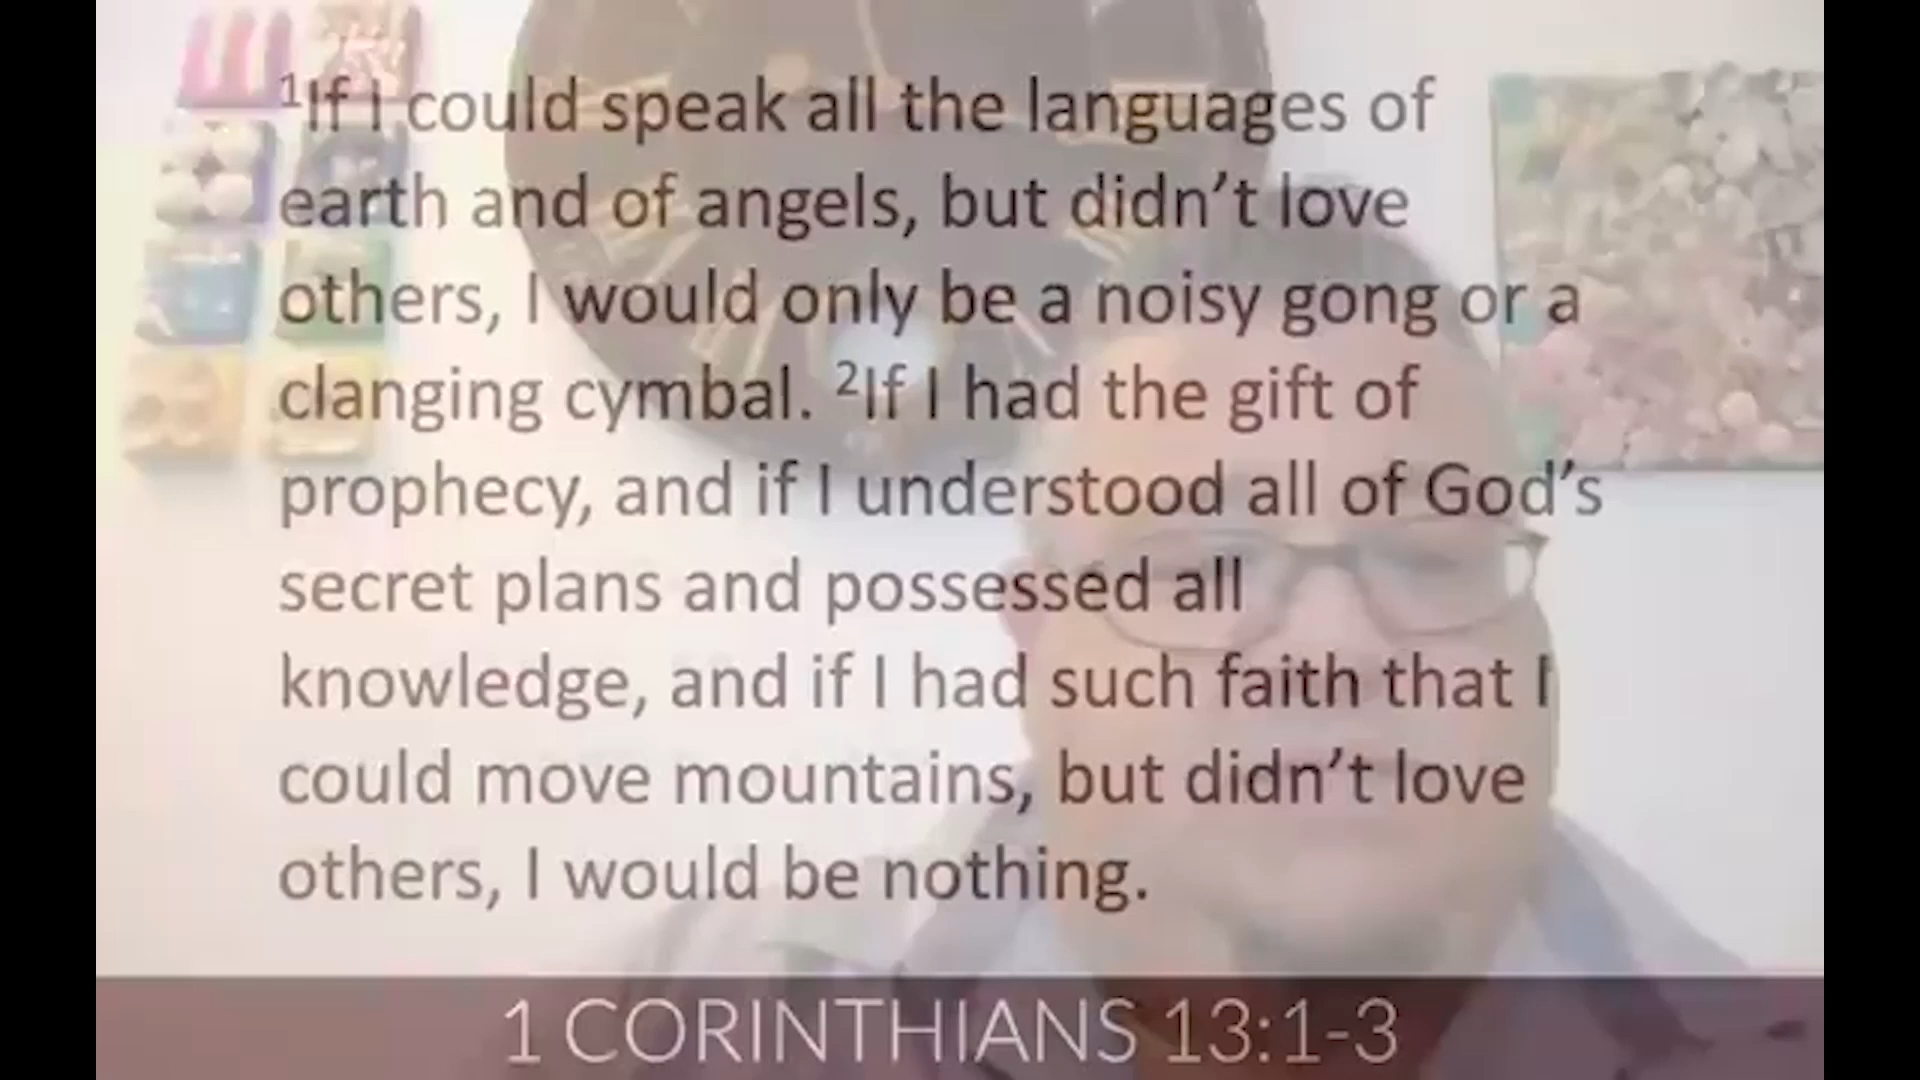 ¹If I could speak all the languages of
earth and of angels, but didn’t love
others, I would only be a noisy gong or a
clanging cymbal. ²If I had the gift of
prophecy, and if I understood all of God’s
secret plans and possessed all
knowledge, and if I had such faith that I
could move mountains, but didn’t love
others, I would be nothing.
1 CORINTHIANS 13:1-3